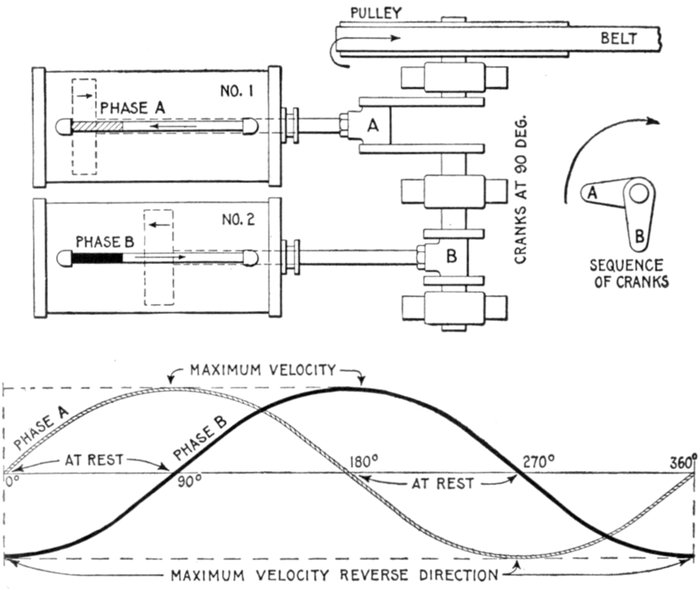 PULLEY
BELT
NO. 1
PHASE A
A
CRANKS AT 90 DEG.
NO. 2
PHASE B
B
A
B
SEQUENCE
OF CRANKS
MAXIMUM VELOCITY
PHASE A
PHASE B
AT REST
0°
90°
180°
270°
360°
AT REST
MAXIMUM VELOCITY REVERSE DIRECTION